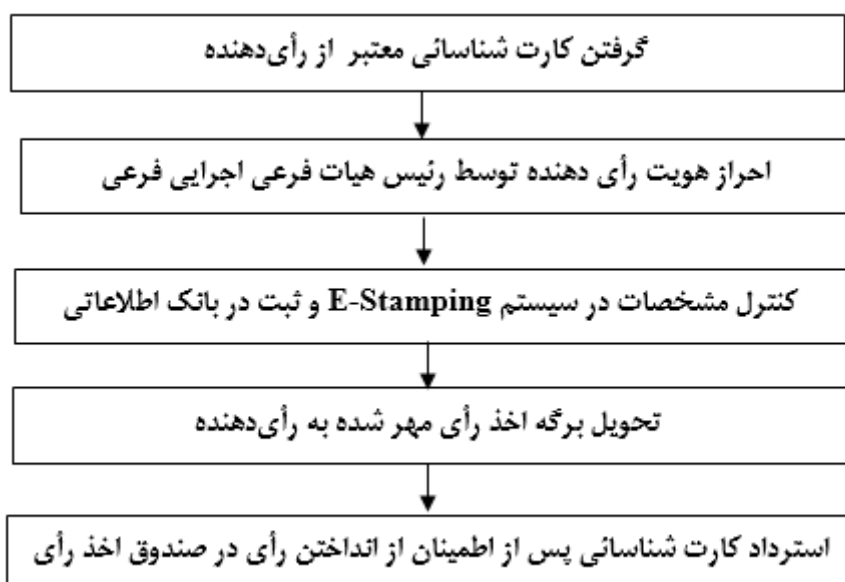 گرفتن کارت شناسائی معتبر از رأی‌دهنده
احراز هویت رأی دهنده توسط رئیس هیات فرعی اجرایی فرعی
کنترل مشخصات در سیستم E-Stamping و ثبت در بانک اطلاعاتی
تحویل برگه اخذ رأی مهر شده به رأی‌دهنده
استرداد کارت شناسائی پس از اطمینان از انداختن رأی در صندوق اخذ رأی